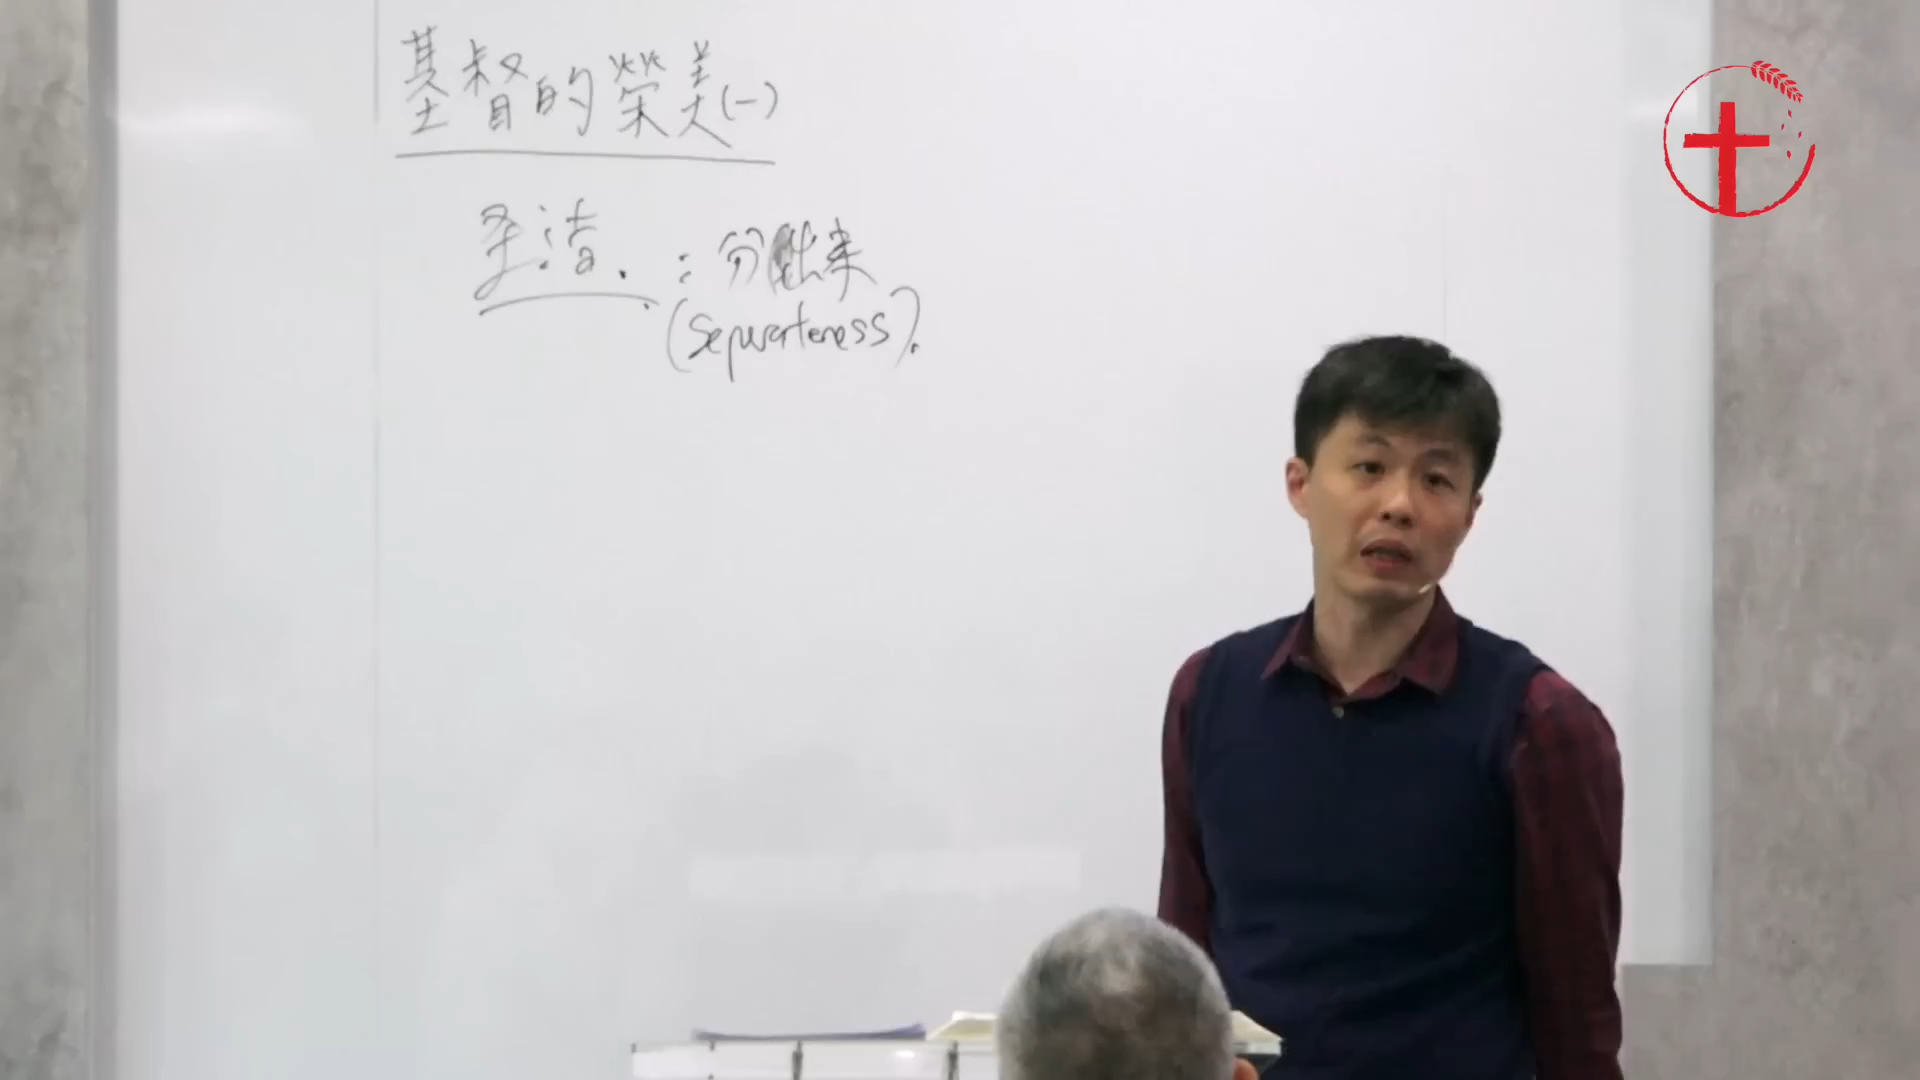 基督的榮美(一)
圣洁. : 分出来
(Separateness).